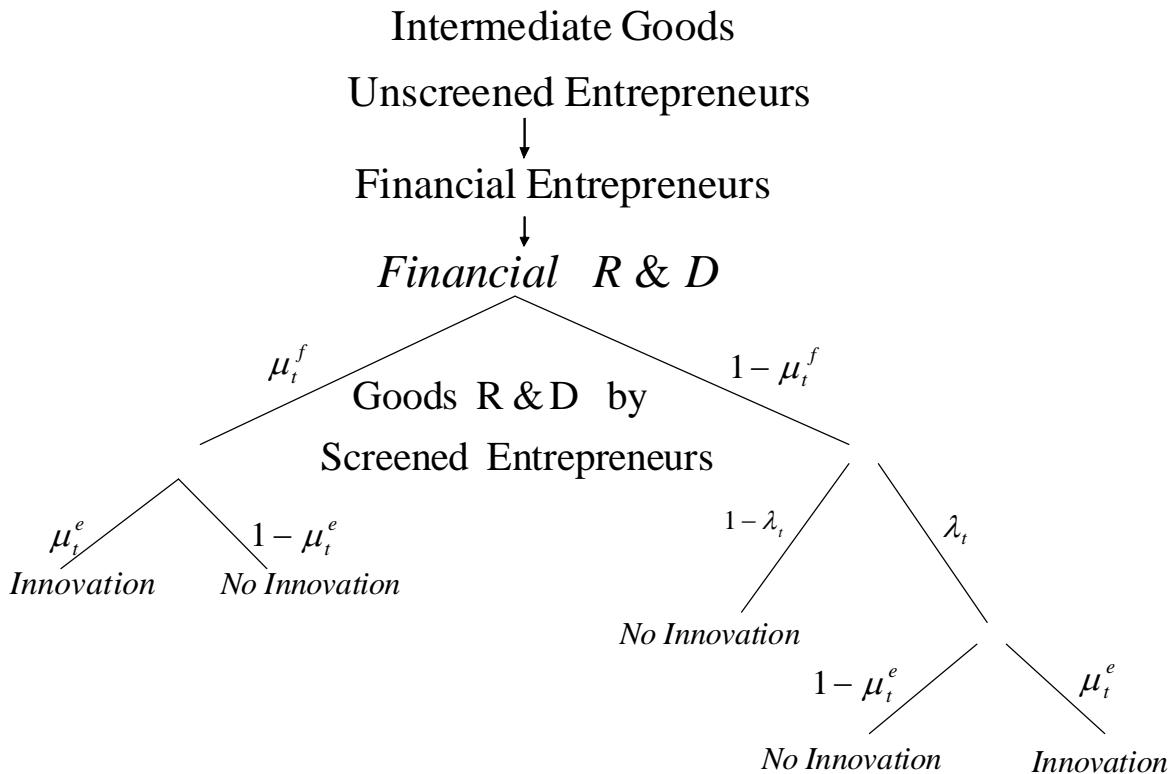 Intermediate Goods
Unscreened Entrepreneurs
Financial Entrepreneurs
Financial R & D
μ_t^f
1 − μ_t^f
Goods R & D by
Screened Entrepreneurs
μ_t^e
1 − μ_t^e
1 − λ_t
λ_t
Innovation
No Innovation
No Innovation
1 − μ_t^e
μ_t^e
No Innovation
Innovation